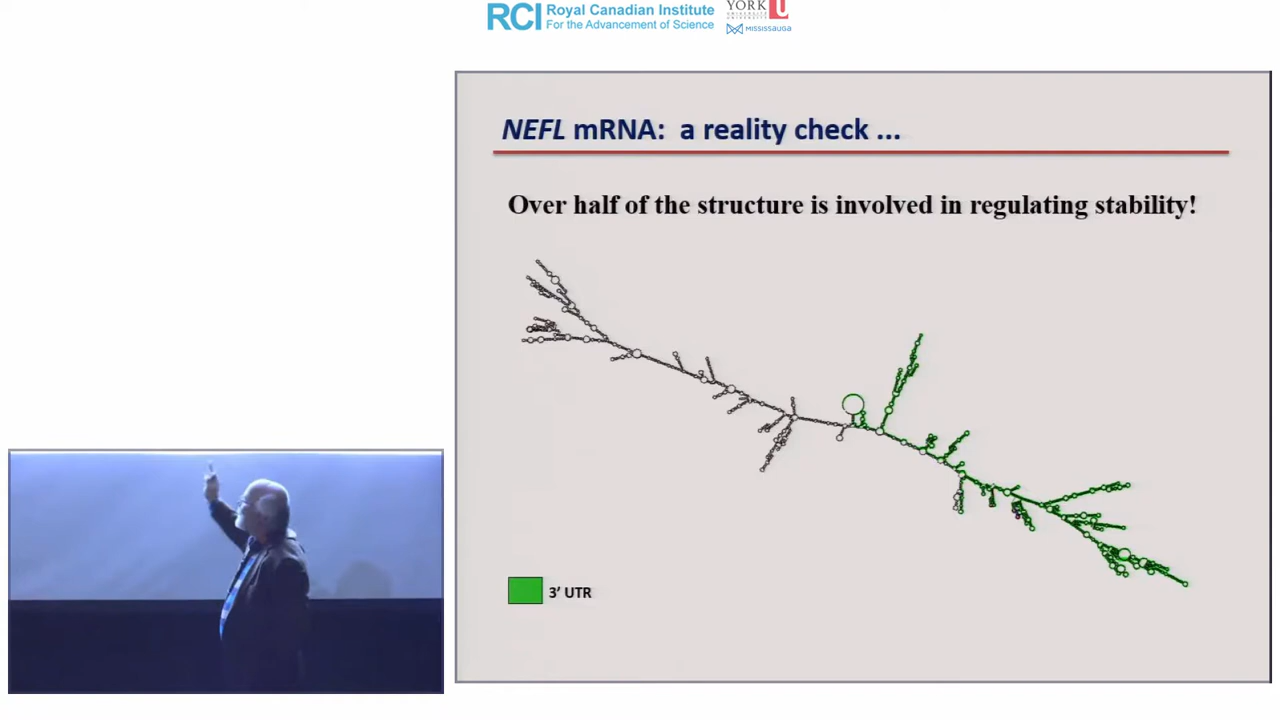 RCI
Royal Canadian Institute
For the Advancement of Science
YORK U
UNIVERSITÉ
UNIVERSITY
MISSISSAUGA
NEFL mRNA: a reality check ...
Over half of the structure is involved in regulating stability!
3’ UTR